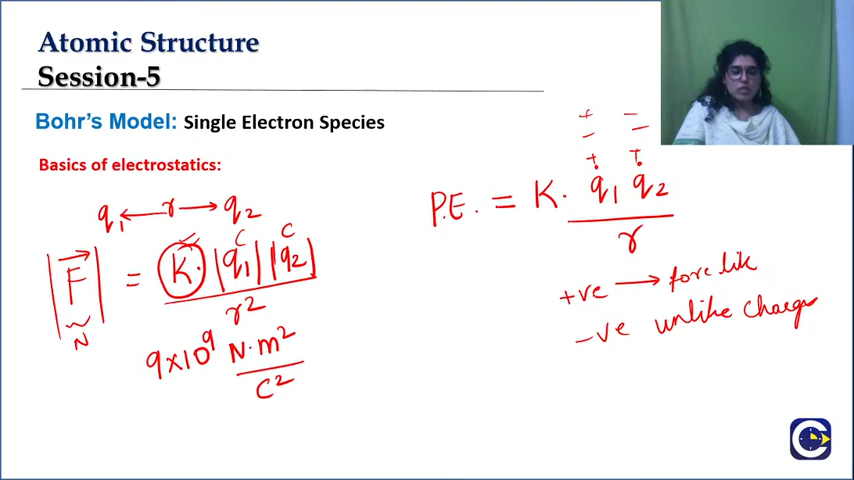 Atomic Structure
Session-5
Bohr's Model: Single Electron Species
Basics of electrostatics:
q₁ ← r → q₂
|F⃗| = K· |q₁| |q₂| / r²
C C
N
9×10⁹ N·m² / C²
+ −
− −
+ +
P.E. = K· q₁ q₂ / r
+ve → fore like
−ve unlike charge